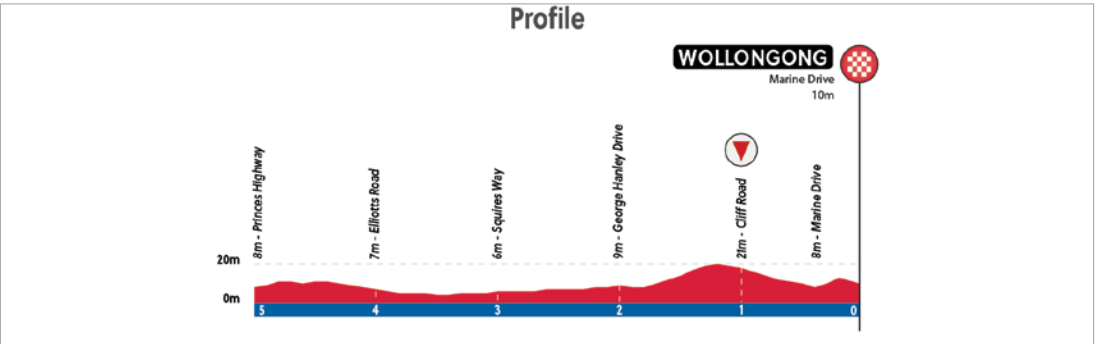 Profile
WOLLONGONG
Marine Drive
10m
8m - Princes Highway
7m - Elliotts Road
6m - Squires Way
9m - George Hanley Drive
21m - Cliff Road
8m - Marine Drive
20m
0m
5 4 3 2 1 0